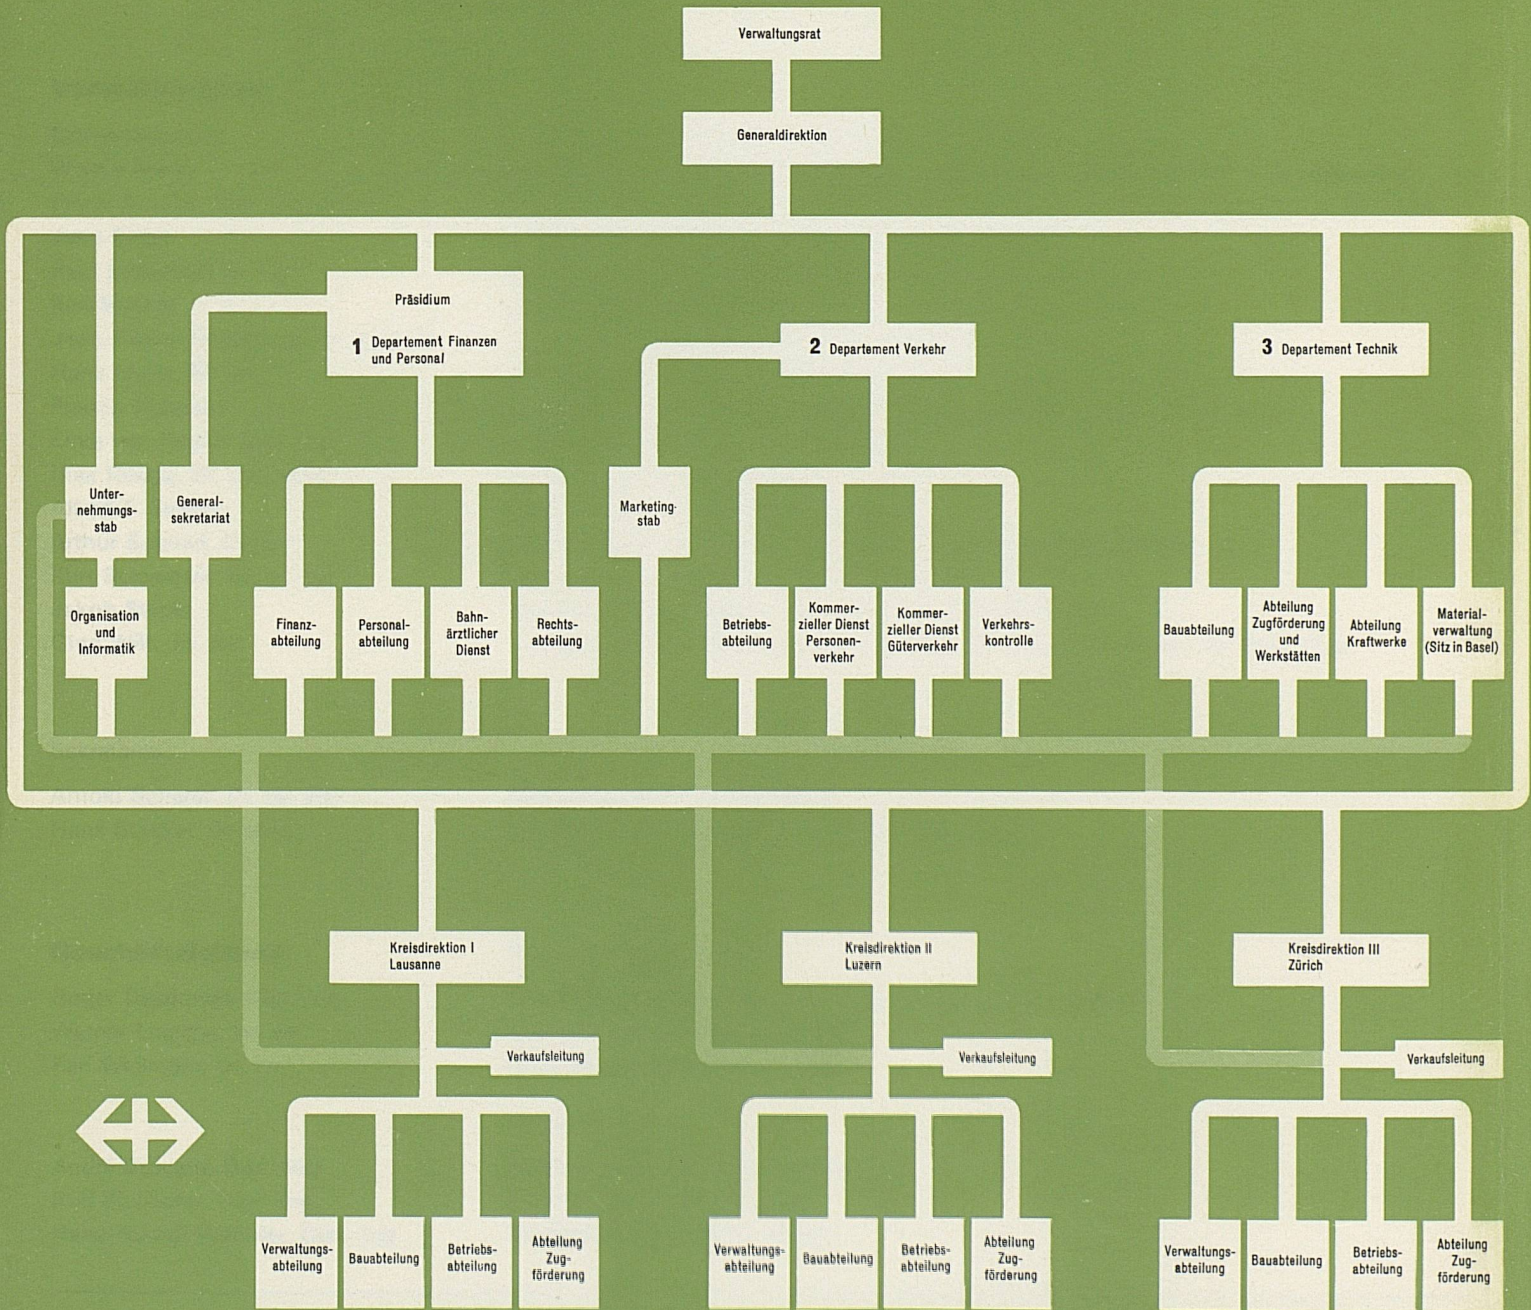 Verwaltungsrat
Generaldirektion
Präsidium
1 Departement Finanzen
und Personal
2 Departement Verkehr
3 Departement Technik
Unter-
nehmungs-
stab
General-
sekretariat
Marketing-
stab
Organisation
und
Informatik
Finanz-
abteilung
Personal-
abteilung
Bahn-
ärztlicher
Dienst
Rechts-
abteilung
Betriebs-
abteilung
Kommer-
zieller Dienst
Personen-
verkehr
Kommer-
zieller Dienst
Güterverkehr
Verkehrs-
kontrolle
Bauabteilung
Abteilung
Zugförderung
und
Werkstätten
Abteilung
Kraftwerke
Material-
verwaltung
(Sitz in Basel)
Kreisdirektion I
Lausanne
Kreisdirektion II
Luzern
Kreisdirektion III
Zürich
Verkaufsleitung
Verkaufsleitung
Verkaufsleitung
Verwaltungs-
abteilung
Bauabteilung
Betriebs-
abteilung
Abteilung
Zug-
förderung
Verwaltungs-
abteilung
Bauabteilung
Betriebs-
abteilung
Abteilung
Zug-
förderung
Verwaltungs-
abteilung
Bauabteilung
Betriebs-
abteilung
Abteilung
Zug-
förderung